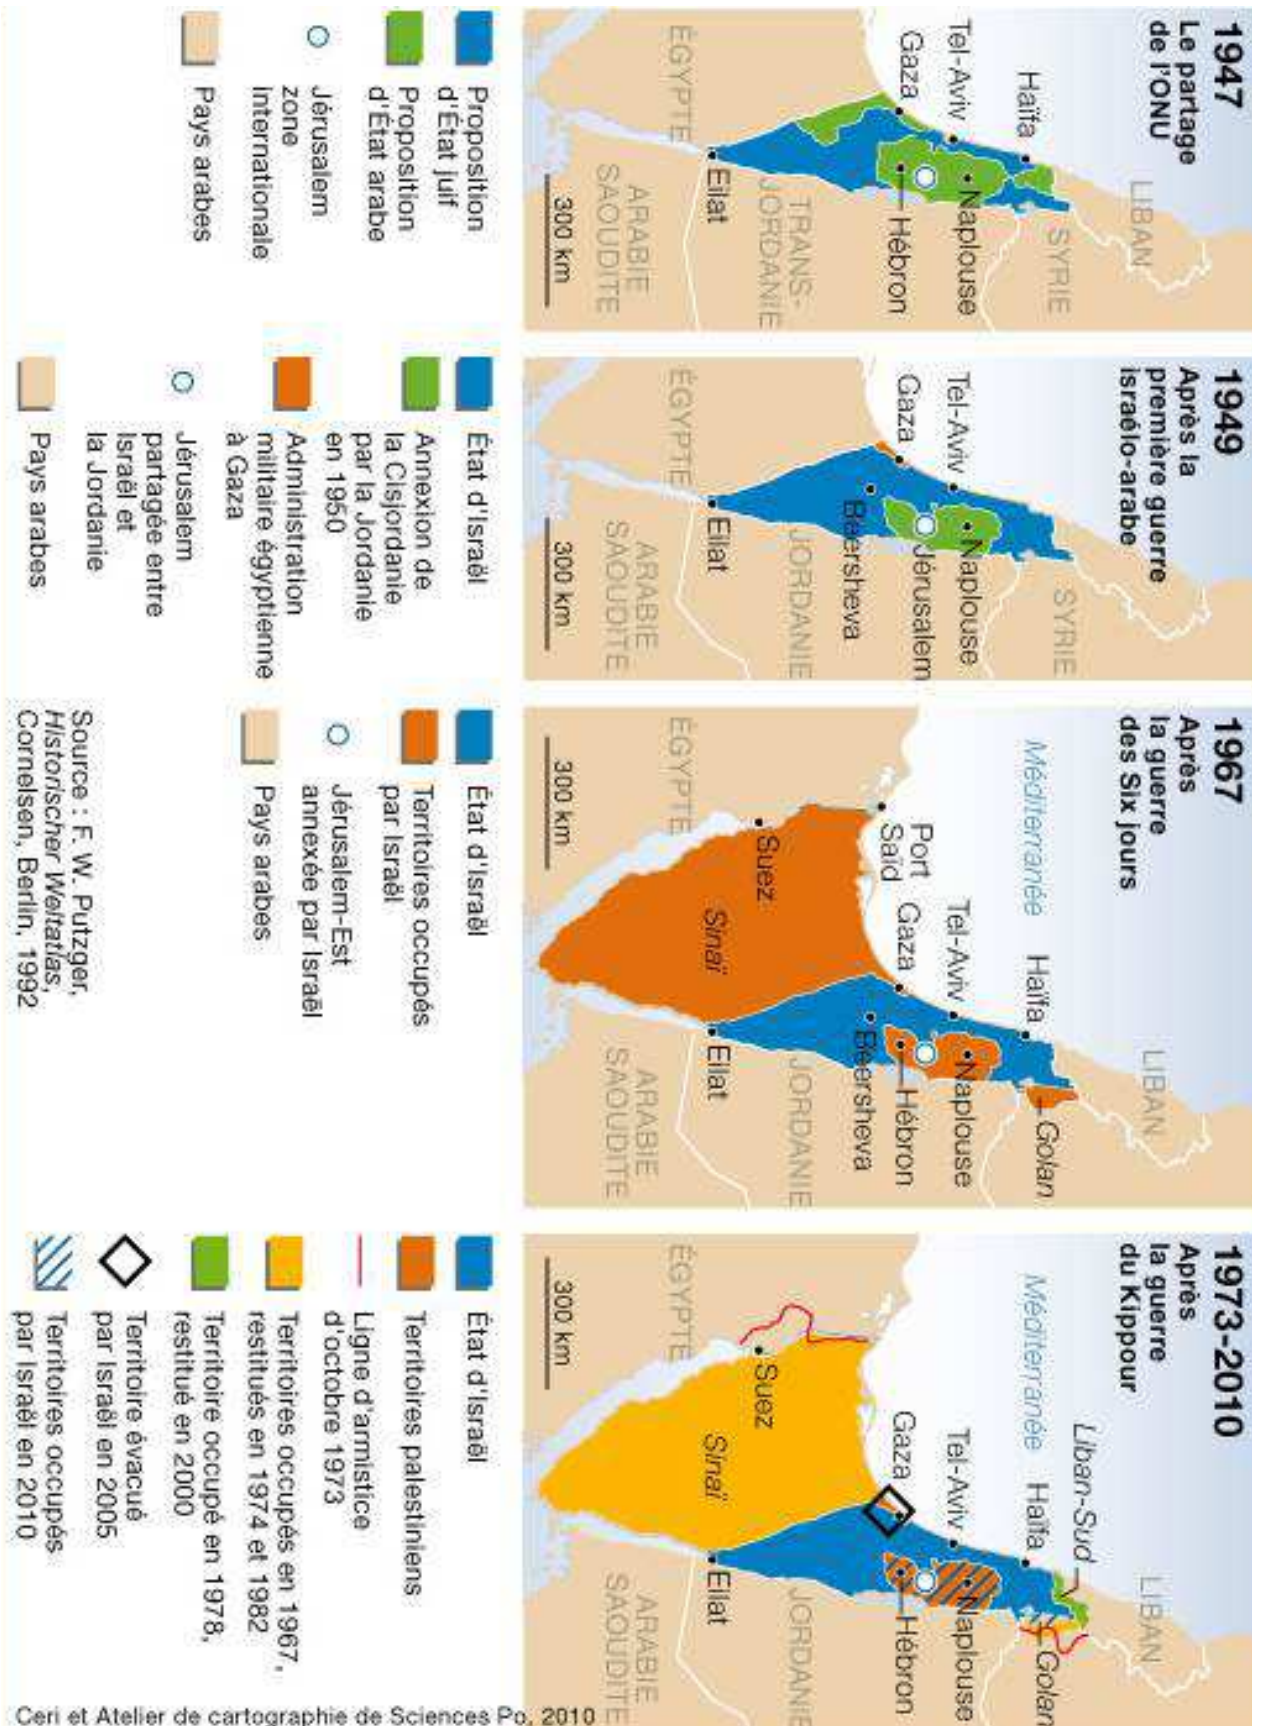 1947
Le partage
de l'ONU
LIBAN
SYRIE
Haïfa
Tel-Aviv
Naplouse
Gaza
Hébron
TRANS-
JORDANIE
ÉGYPTE
Eilat
ARABIE
SAOUDITE
300 km
Proposition
d'État juif
Proposition
d'État arabe
Jérusalem
zone
internationale
Pays arabes
1949
Après la
première guerre
israélo-arabe
SYRIE
Tel-Aviv
Naplouse
Gaza
Jérusalem
Beersheva
JORDANIE
ÉGYPTE
Eilat
ARABIE
SAOUDITE
300 km
État d'Israël
Annexion de
la Cisjordanie
par la Jordanie
en 1950
Administration
militaire égyptienne
à Gaza
Jérusalem
partagée entre
Israël et
la Jordanie
Pays arabes
1967
Après
la guerre
des Six jours
LIBAN
Méditerranée
Haïfa
Golan
Tel-Aviv
Naplouse
Port
Saïd
Gaza
Hébron
Beersheva
JORDANIE
Suez
Sinaï
ÉGYPTE
Eilat
ARABIE
SAOUDITE
300 km
État d'Israël
Territoires occupés
par Israël
Jérusalem-Est
annexée par Israël
Pays arabes
Source : F. W. Putzger,
Historischer Weltatlas,
Cornelsen, Berlin, 1992
1973-2010
Après
la guerre
du Kippour
LIBAN
Liban-Sud
Méditerranée
Haïfa
Golan
Tel-Aviv
Naplouse
Gaza
Hébron
JORDANIE
Suez
Sinaï
ÉGYPTE
Eilat
ARABIE
SAOUDITE
300 km
État d'Israël
Territoires palestiniens
Ligne d'armistice
d'octobre 1973
Territoires occupés en 1967,
restitués en 1974 et 1982
Territoire occupé en 1978,
restitué en 2000
Territoire évacué
par Israël en 2005
Territoires occupés
par Israël en 2010
Ceri et Atelier de cartographie de Sciences Po, 2010